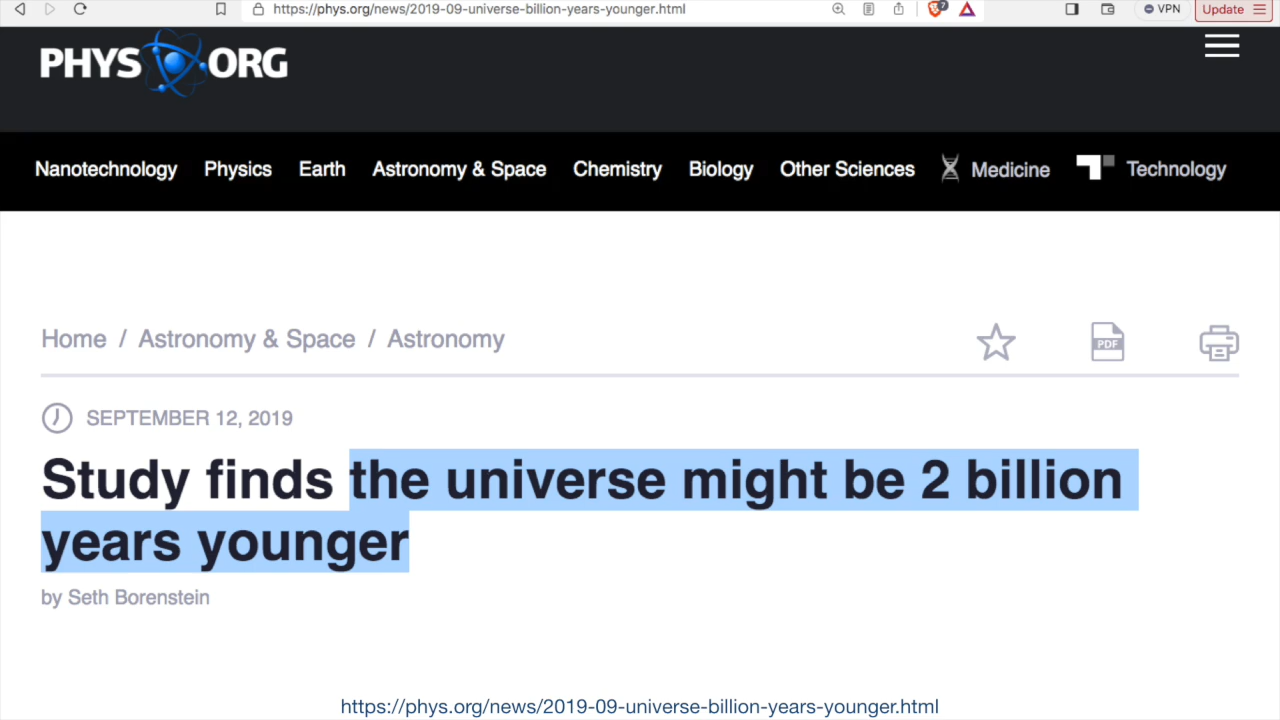 https://phys.org/news/2019-09-universe-billion-years-younger.html
7
VPN
Update
PHYS ORG
Nanotechnology Physics Earth Astronomy & Space Chemistry Biology Other Sciences Medicine Technology
Home / Astronomy & Space / Astronomy
PDF
SEPTEMBER 12, 2019
Study finds the universe might be 2 billion
years younger
by Seth Borenstein
https://phys.org/news/2019-09-universe-billion-years-younger.html